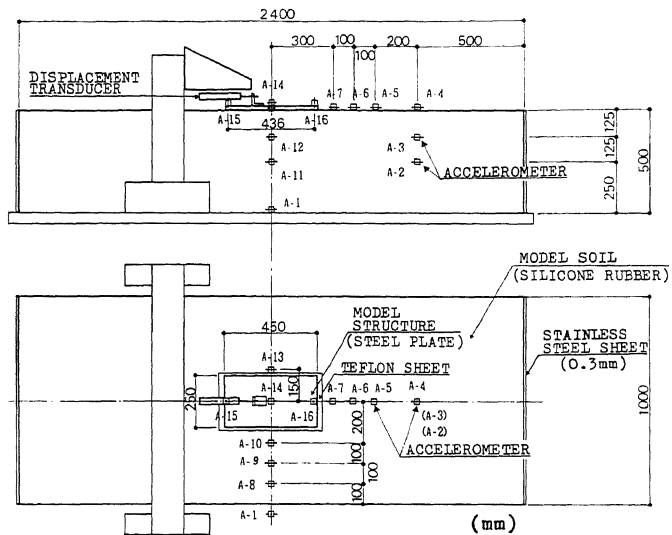 2400
300
100
100
200
500
DISPLACEMENT
TRANSDUCER
A-14
A-7
A-6
A-5
A-4
A-15
436
A-16
A-12
A-3
A-11
A-2
ACCELEROMETER
A-1
125
125
250
500
MODEL SOIL
(SILICONE RUBBER)
450
MODEL
STRUCTURE
(STEEL PLATE)
STAINLESS
STEEL SHEET
(0.3mm)
A-13
TEFLON SHEET
150
250
A-14
A-7
A-6
A-5
A-4
A-15
A-16
(A-3)
(A-2)
200
A-10
ACCELEROMETER
100
A-9
100
A-8
100
A-1
1000
(mm)